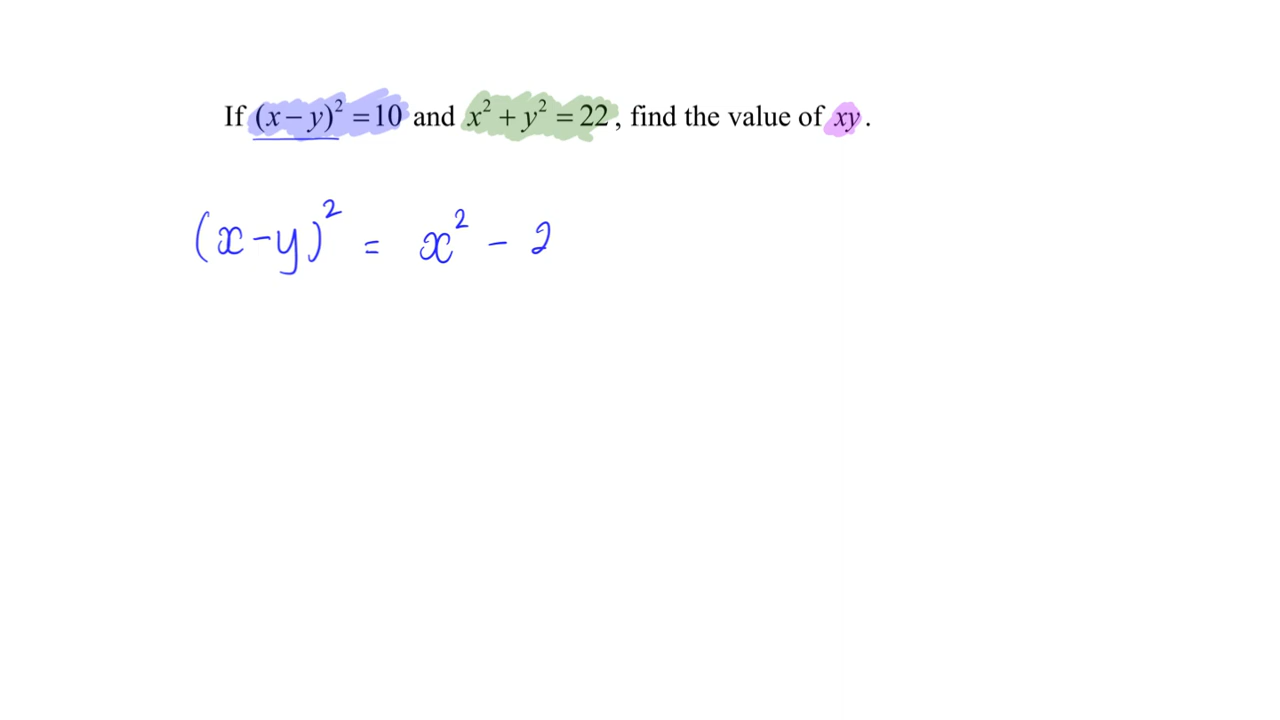 If (x − y)² = 10 and x² + y² = 22, find the value of xy.
(x − y)² = x² − 2